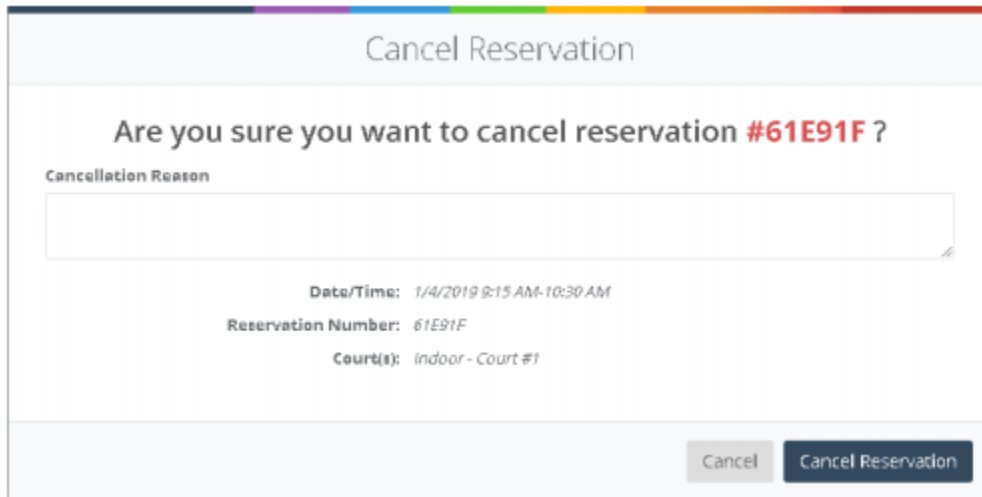 Cancel Reservation
Are you sure you want to cancel reservation #61E91F ?
Cancellation Reason
Date/Time: 1/4/2019 9:15 AM-10:30 AM
Reservation Number: 61E91F
Court(s): Indoor - Court #1
Cancel Cancel Reservation